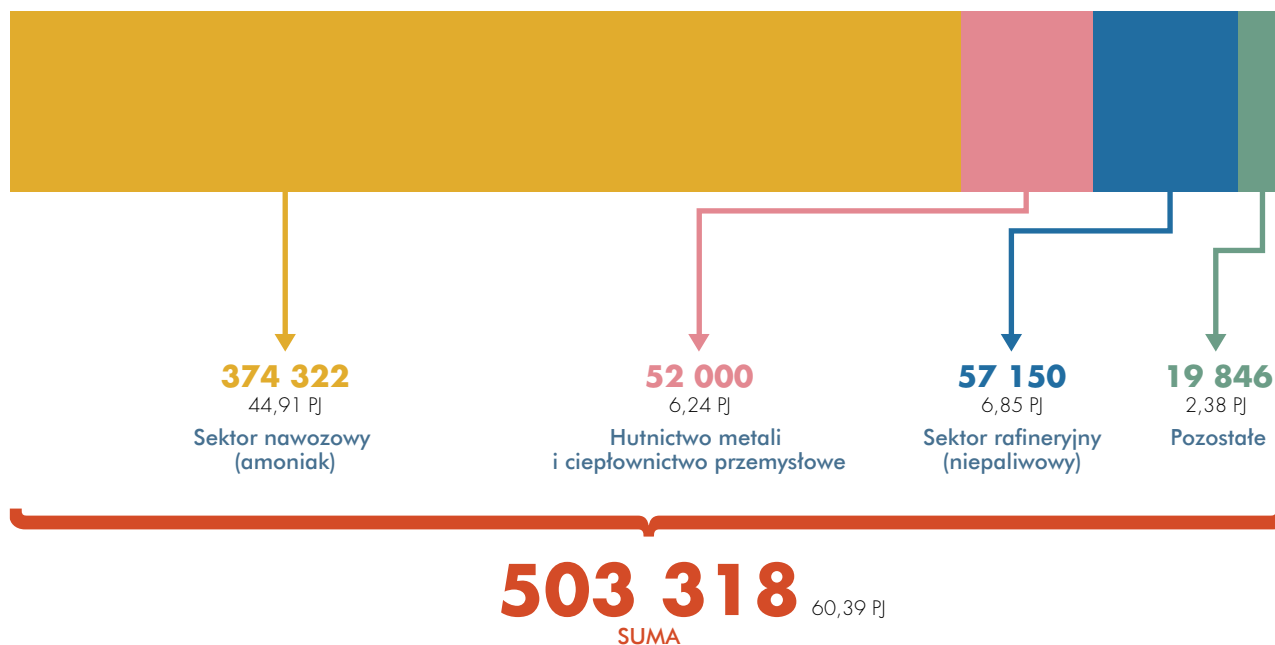 374 322
44,91 PJ
Sektor nawozowy
(amoniak)
52 000
6,24 PJ
Hutnictwo metali
i ciepłownictwo przemysłowe
57 150
6,85 PJ
Sektor rafineryjny
(niepaliwowy)
19 846
2,38 PJ
Pozostałe
503 318 60,39 PJ
SUMA